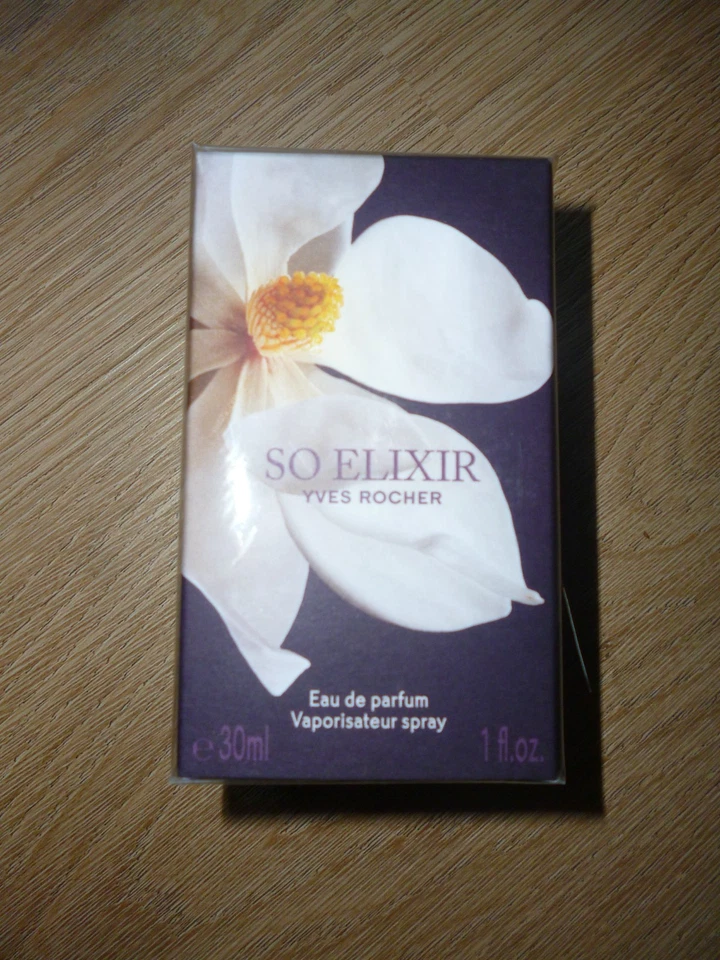 SO ELIXIR
YVES ROCHER
Eau de parfum
Vaporisateur spray
℮ 30ml 1 fl.oz.